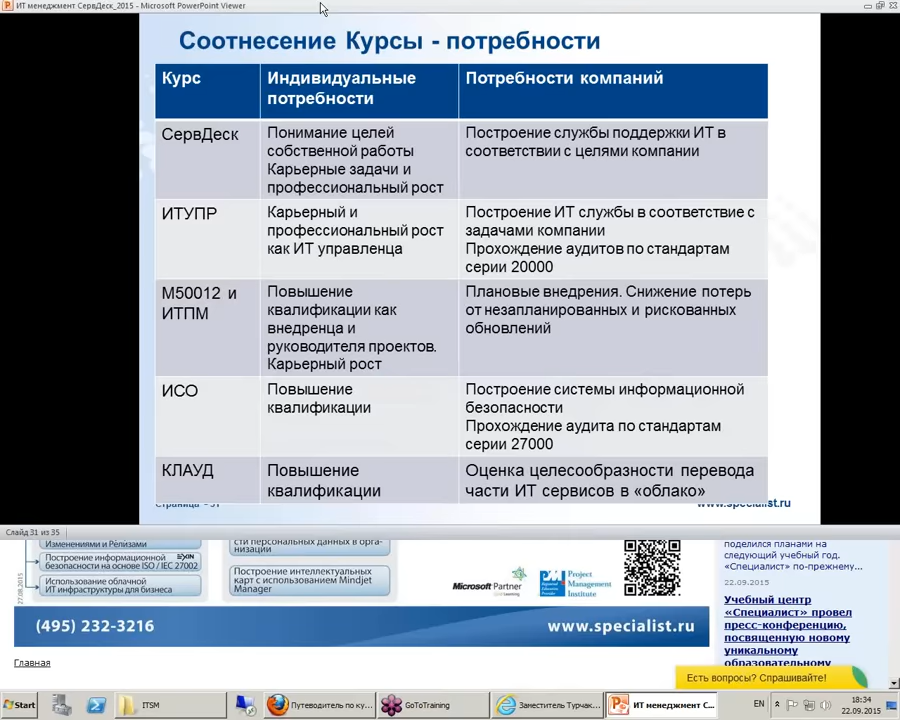 ИТ менеджмент СервДеск_2015 - Microsoft PowerPoint Viewer
Соотнесение Курсы - потребности
Курс
Индивидуальные
потребности
Потребности компаний
СервДеск
Понимание целей
собственной работы
Карьерные задачи и
профессиональный рост
Построение службы поддержки ИТ в
соответствии с целями компании
ИТУПР
Карьерный и
профессиональный рост
как ИТ управленца
Построение ИТ службы в соответствие с
задачами компании
Прохождение аудитов по стандартам
серии 20000
М50012 и
ИТПМ
Повышение
квалификации как
внедренца и
руководителя проектов.
Карьерный рост
Плановые внедрения. Снижение потерь
от незапланированных и рискованных
обновлений
ИСО
Повышение
квалификации
Построение системы информационной
безопасности
Прохождение аудита по стандартам
серии 27000
КЛАУД
Повышение
квалификации
Оценка целесообразности перевода
части ИТ сервисов в «облако»
Страница ▪ 31
www.specialist.ru
Слайд 31 из 35
Изменениями и Релизами
Построение информационной
безопасности на основе ISO / IEC 27002
Использование облачной
ИТ инфраструктуры для бизнеса
27.08.2015
сти персональных данных в орга-
низации
Построение интеллектуальных
карт с использованием Mindjet
Manager
Microsoft Partner
Project
Management
Institute
поделился планами на
следующий учебный год.
«Специалист» по-прежнему...
22.09.2015
Учебный центр
«Специалист» провел
пресс-конференцию,
посвященную новому
уникальному
образовательному
(495) 232-3216
www.specialist.ru
Главная
Есть вопросы? Спрашивайте!
Start
ITSM
Путеводитель по ку...
GoToTraining
Заместитель Турчак...
ИТ менеджмент С...
EN
18:34
22.09.2015